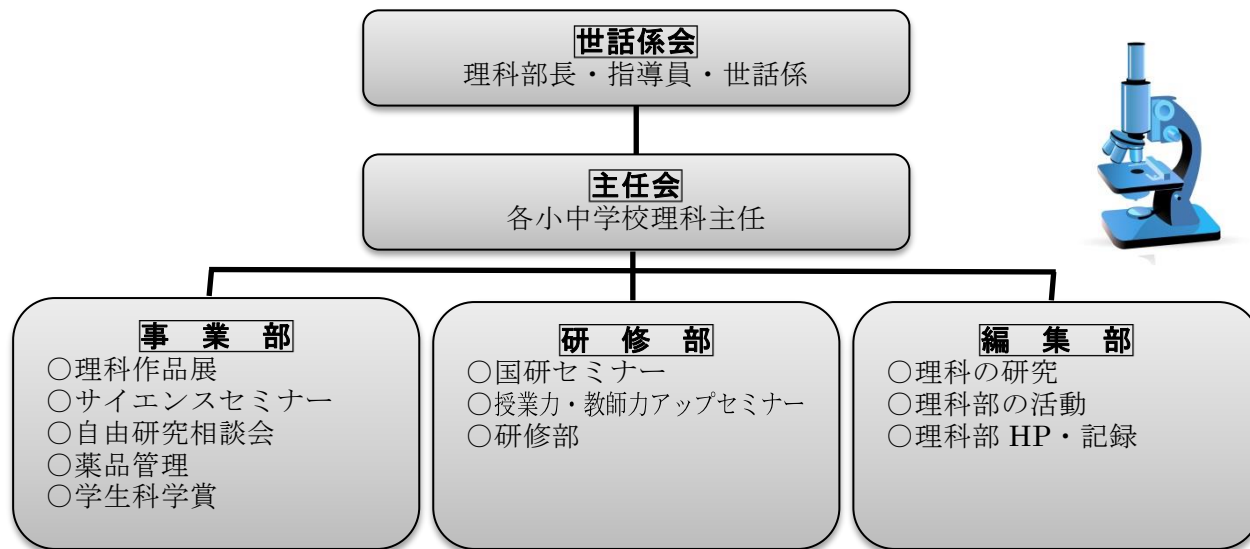 世話係会
理科部長・指導員・世話係
主任会
各小中学校理科主任
事　業　部
○理科作品展
○サイエンスセミナー
○自由研究相談会
○薬品管理
○学生科学賞
研　修　部
○国研セミナー
○授業力・教師力アップセミナー
○研修部
編　集　部
○理科の研究
○理科部の活動
○理科部 HP・記録